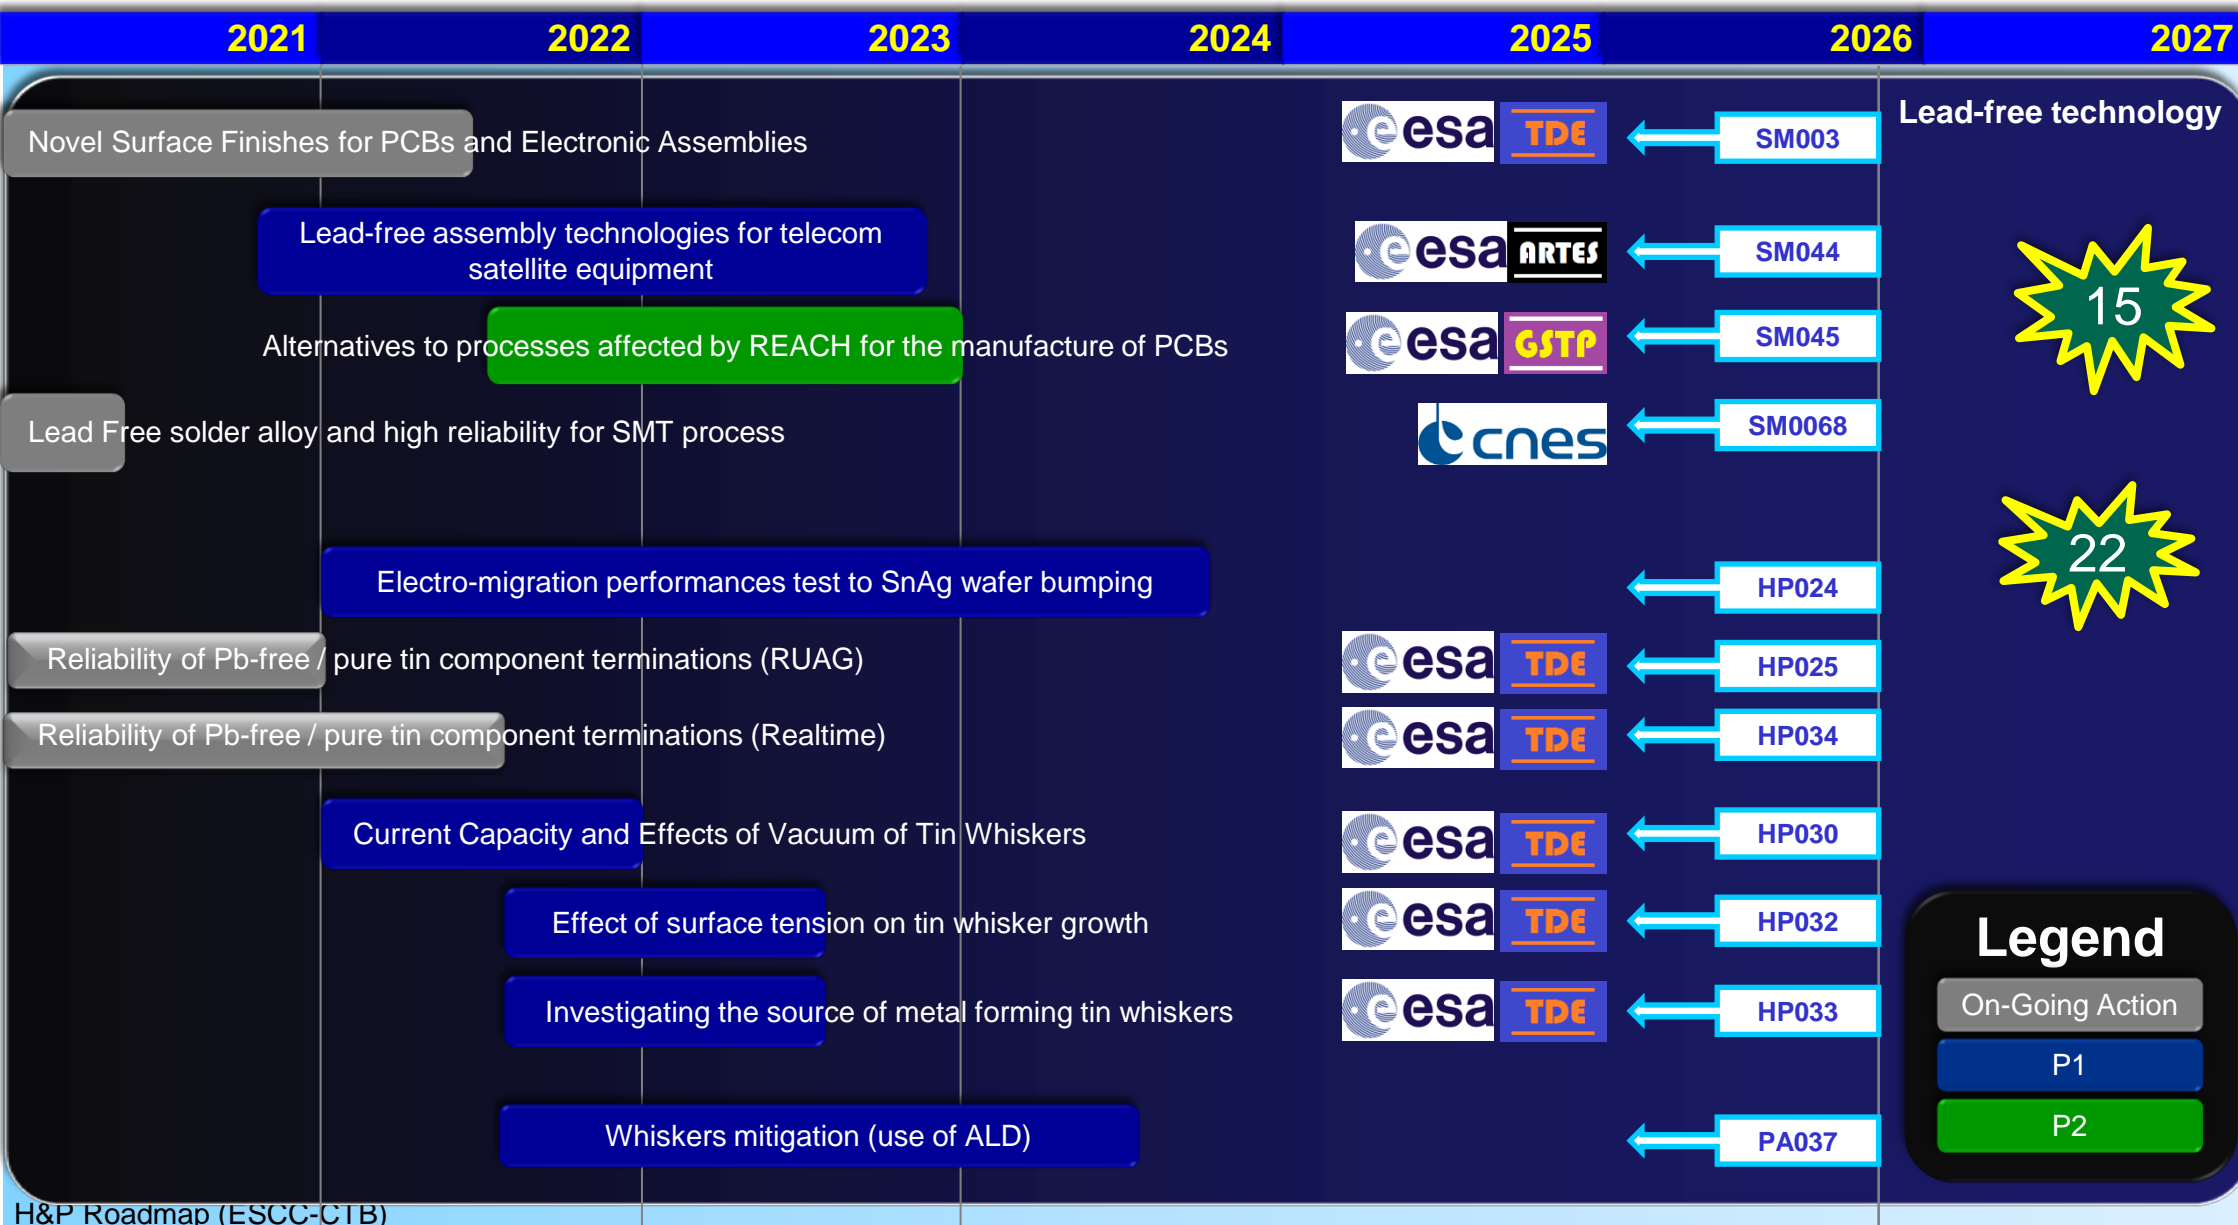 2021 2022 2023 2024 2025 2026 2027
Lead-free technology
Novel Surface Finishes for PCBs and Electronic Assemblies
esa TDE
SM003
Lead-free assembly technologies for telecom
satellite equipment
esa ARTES
SM044
15
Alternatives to processes affected by REACH for the manufacture of PCBs
esa GSTP
SM045
Lead Free solder alloy and high reliability for SMT process
cnes
SM0068
22
Electro-migration performances test to SnAg wafer bumping
HP024
Reliability of Pb-free / pure tin component terminations (RUAG)
esa TDE
HP025
Reliability of Pb-free / pure tin component terminations (Realtime)
esa TDE
HP034
Current Capacity and Effects of Vacuum of Tin Whiskers
esa TDE
HP030
Effect of surface tension on tin whisker growth
esa TDE
HP032
Investigating the source of metal forming tin whiskers
esa TDE
HP033
Whiskers mitigation (use of ALD)
PA037
Legend
On-Going Action
P1
P2
H&P Roadmap (ESCC-CTB)